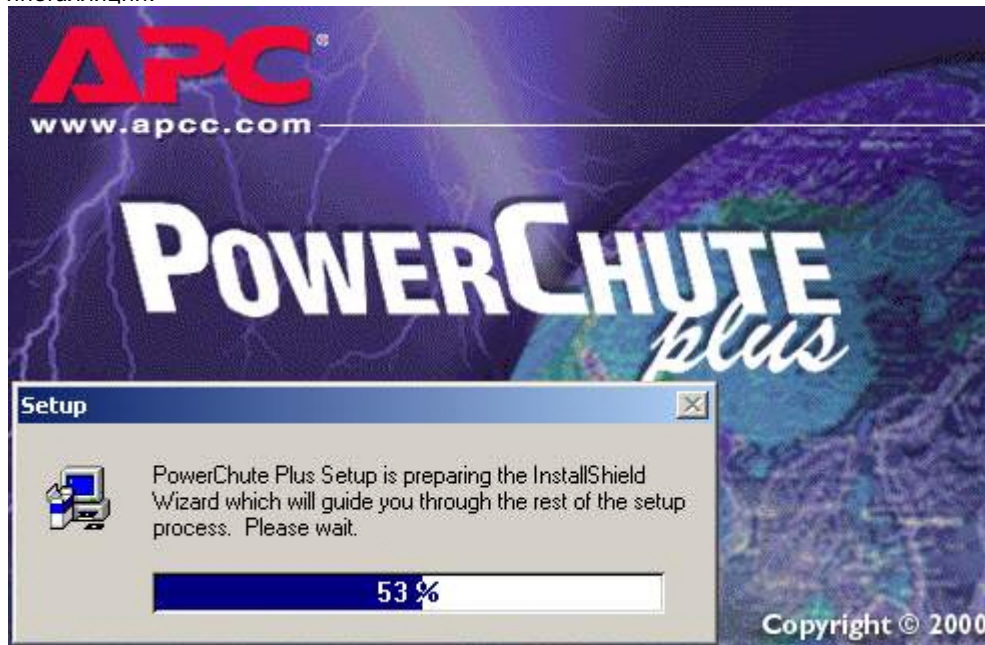 APC®
www.apcc.com
POWERCHUTE
plus
Setup
PowerChute Plus Setup is preparing the InstallShield
Wizard which will guide you through the rest of the setup
process. Please wait.
53 %
Copyright © 2000